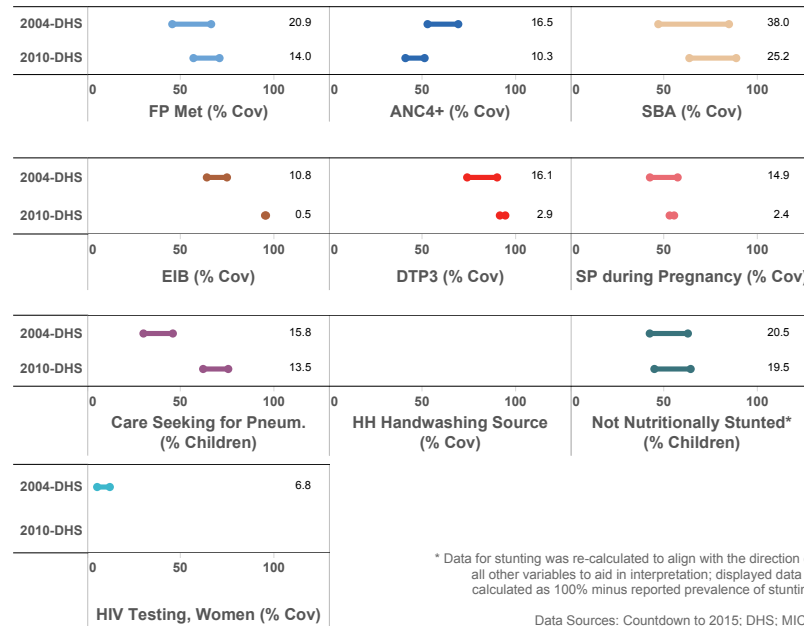 2004-DHS 20.9 16.5 38.0
2010-DHS 14.0 10.3 25.2
0 50 100 0 50 100 0 50 100
FP Met (% Cov) ANC4+ (% Cov) SBA (% Cov)
2004-DHS 10.8 16.1 14.9
2010-DHS 0.5 2.9 2.4
0 50 100 0 50 100 0 50 100
EIB (% Cov) DTP3 (% Cov) SP during Pregnancy (% Cov)
2004-DHS 15.8 20.5
2010-DHS 13.5 19.5
0 50 100 0 50 100 0 50 100
Care Seeking for Pneum. HH Handwashing Source Not Nutritionally Stunted*
(% Children) (% Cov) (% Children)
2004-DHS 6.8
2010-DHS
0 50 100
HIV Testing, Women (% Cov)
* Data for stunting was re-calculated to align with the direction
all other variables to aid in interpretation; displayed data
calculated as 100% minus reported prevalence of stuntin
Data Sources: Countdown to 2015; DHS; MIC